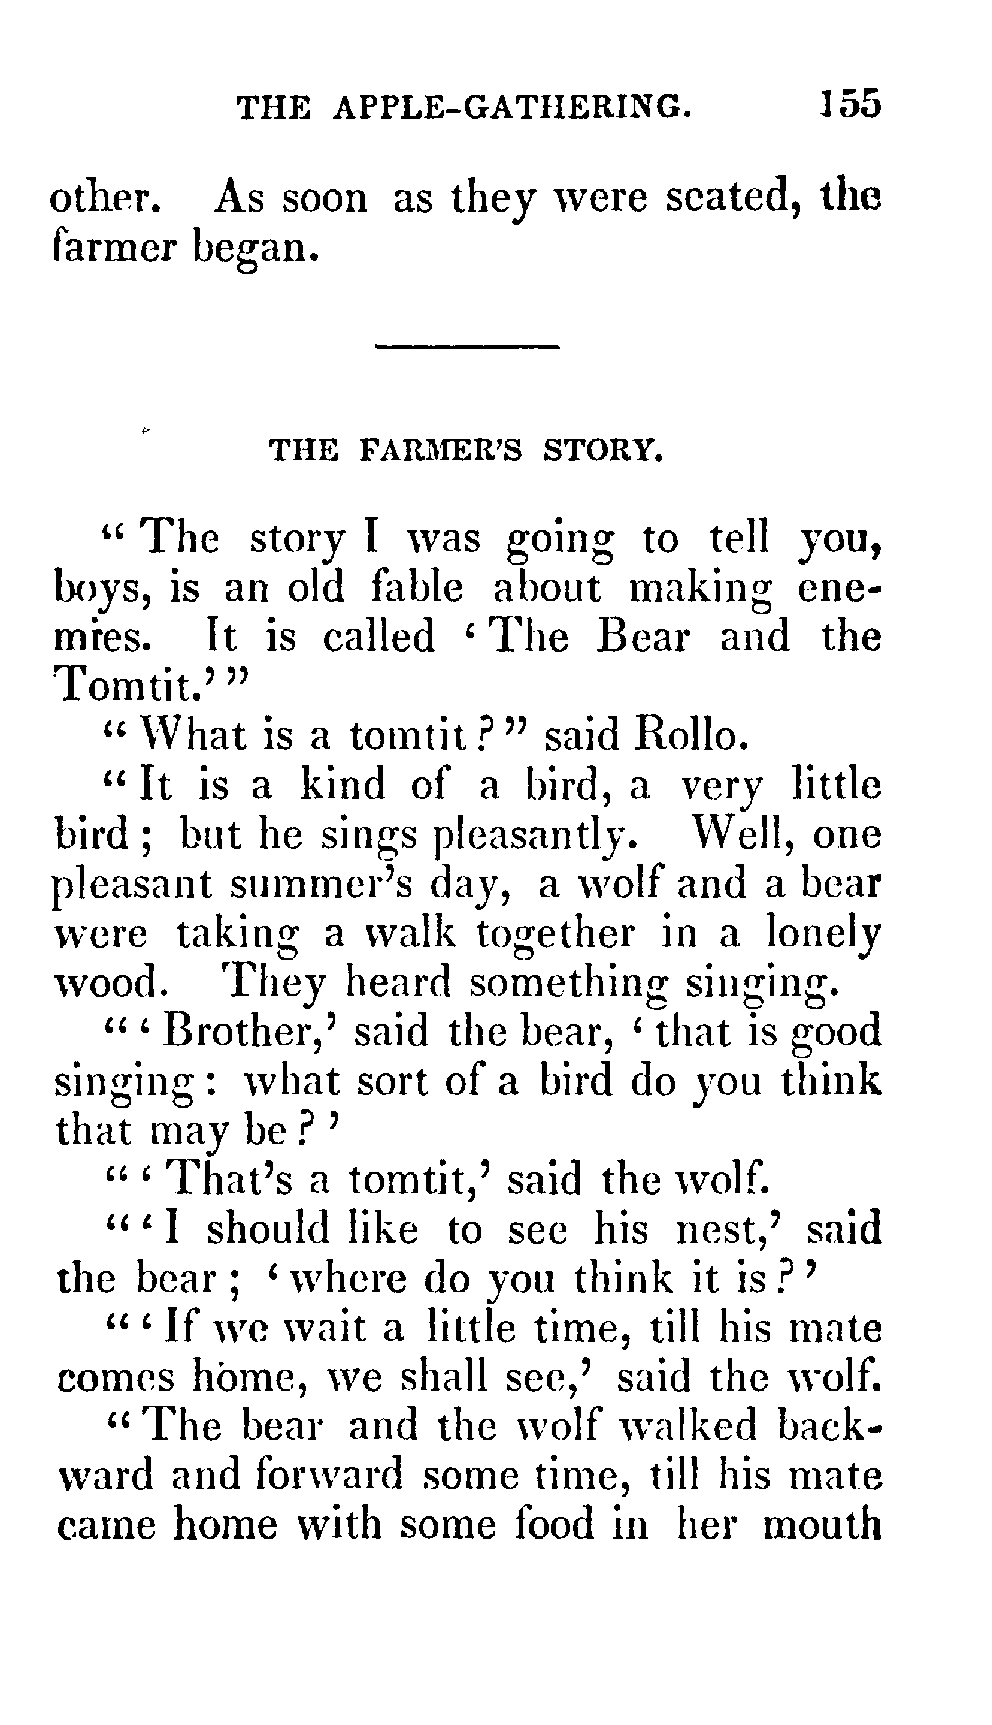 THE APPLE-GATHERING. 155
other. As soon as they were seated, the
farmer began.
THE FARMER'S STORY.
“ The story I was going to tell you,
boys, is an old fable about making ene-
mies. It is called ‘ The Bear and the
Tomtit.’ ”
“ What is a tomtit ? ” said Rollo.
“ It is a kind of a bird, a very little
bird ; but he sings pleasantly. Well, one
pleasant summer’s day, a wolf and a bear
were taking a walk together in a lonely
wood. They heard something singing.
“ ‘ Brother,’ said the bear, ‘ that is good
singing : what sort of a bird do you think
that may be ? ’
“ ‘ That’s a tomtit,’ said the wolf.
“ ‘ I should like to see his nest,’ said
the bear ; ‘ where do you think it is ? ’
“ ‘ If we wait a little time, till his mate
comes home, we shall see,’ said the wolf.
“ The bear and the wolf walked back-
ward and forward some time, till his mate
came home with some food in her mouth